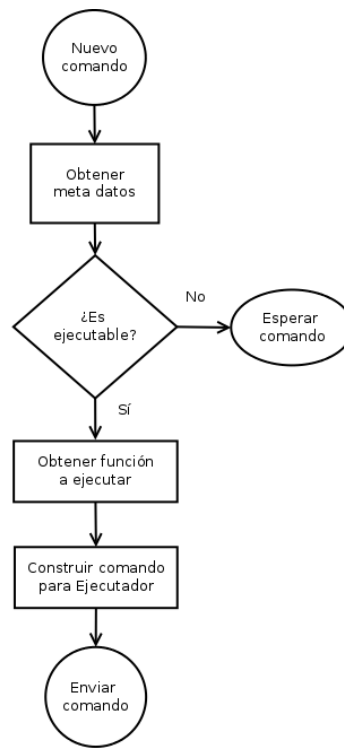 Nuevo
comando
Obtener
meta datos
¿Es
ejecutable?
No
Esperar
comando
Sí
Obtener función
a ejecutar
Construir comando
para Ejecutador
Enviar
comando